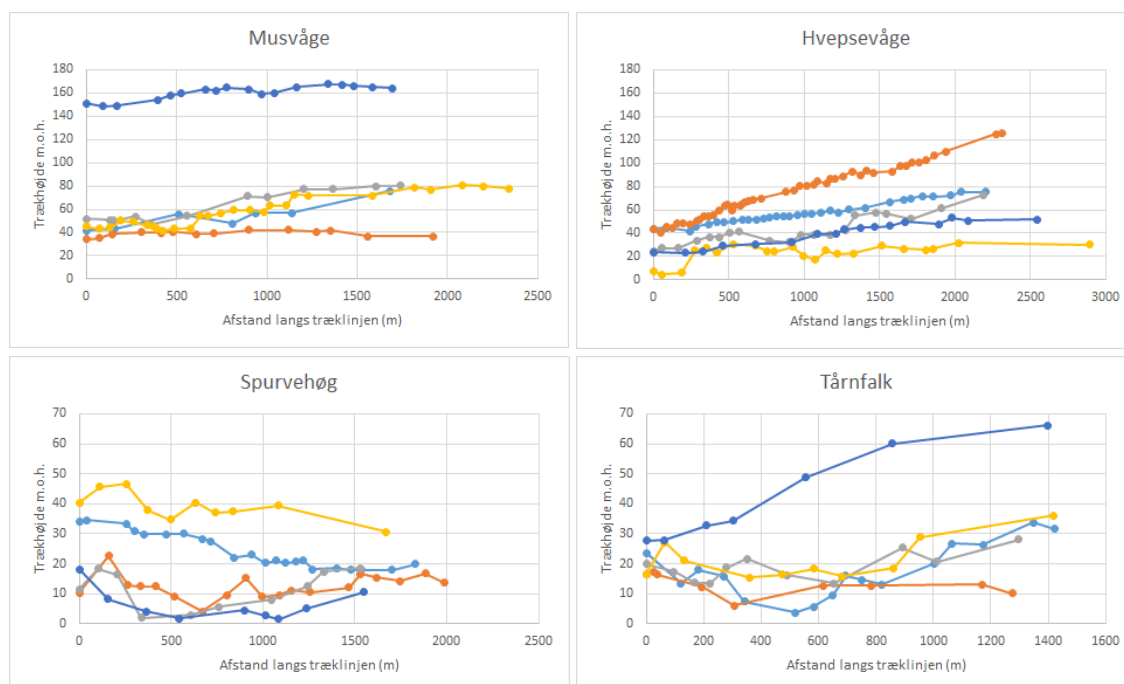 Musvåge
Trækhøjde m.o.h.
180
160
140
120
100
80
60
40
20
0
0 500 1000 1500 2000 2500
Afstand langs træklinjen (m)
Hvepsevåge
Trækhøjde m.o.h.
180
160
140
120
100
80
60
40
20
0
0 500 1000 1500 2000 2500 3000
Afstand langs træklinjen (m)
Spurvehøg
Trækhøjde m.o.h.
70
60
50
40
30
20
10
0
0 500 1000 1500 2000 2500
Afstand langs træklinjen (m)
Tårnfalk
Trækhøjde m.o.h.
70
60
50
40
30
20
10
0
0 200 400 600 800 1000 1200 1400 1600
Afstand langs træklinjen (m)